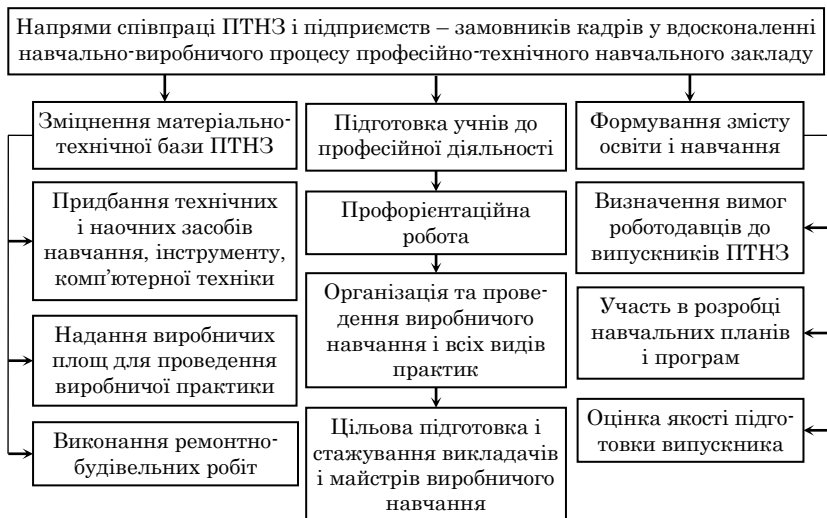 Напрями співпраці ПТНЗ і підприємств – замовників кадрів у вдосконаленні
навчально-виробничого процесу професійно-технічного навчального закладу
Зміцнення матеріально-
технічної бази ПТНЗ
Придбання технічних
і наочних засобів
навчання, інструменту,
комп’ютерної техніки
Надання виробничих
площ для проведення
виробничої практики
Виконання ремонтно-
будівельних робіт
Підготовка учнів до
професійної діяльності
Профорієнтаційна
робота
Організація та прове-
дення виробничого
навчання і всіх видів
практик
Цільова підготовка і
стажування викладачів
і майстрів виробничого
навчання
Формування змісту
освіти і навчання
Визначення вимог
роботодавців до
випускників ПТНЗ
Участь в розробці
навчальних планів
і програм
Оцінка якості підго-
товки випускника